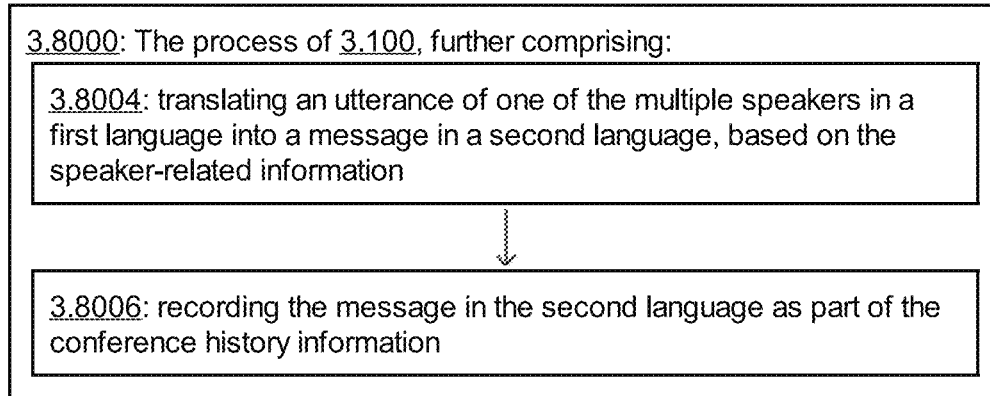 3.8000: The process of 3.100, further comprising:
3.8004: translating an utterance of one of the multiple speakers in a
first language into a message in a second language, based on the
speaker-related information
3.8006: recording the message in the second language as part of the
conference history information